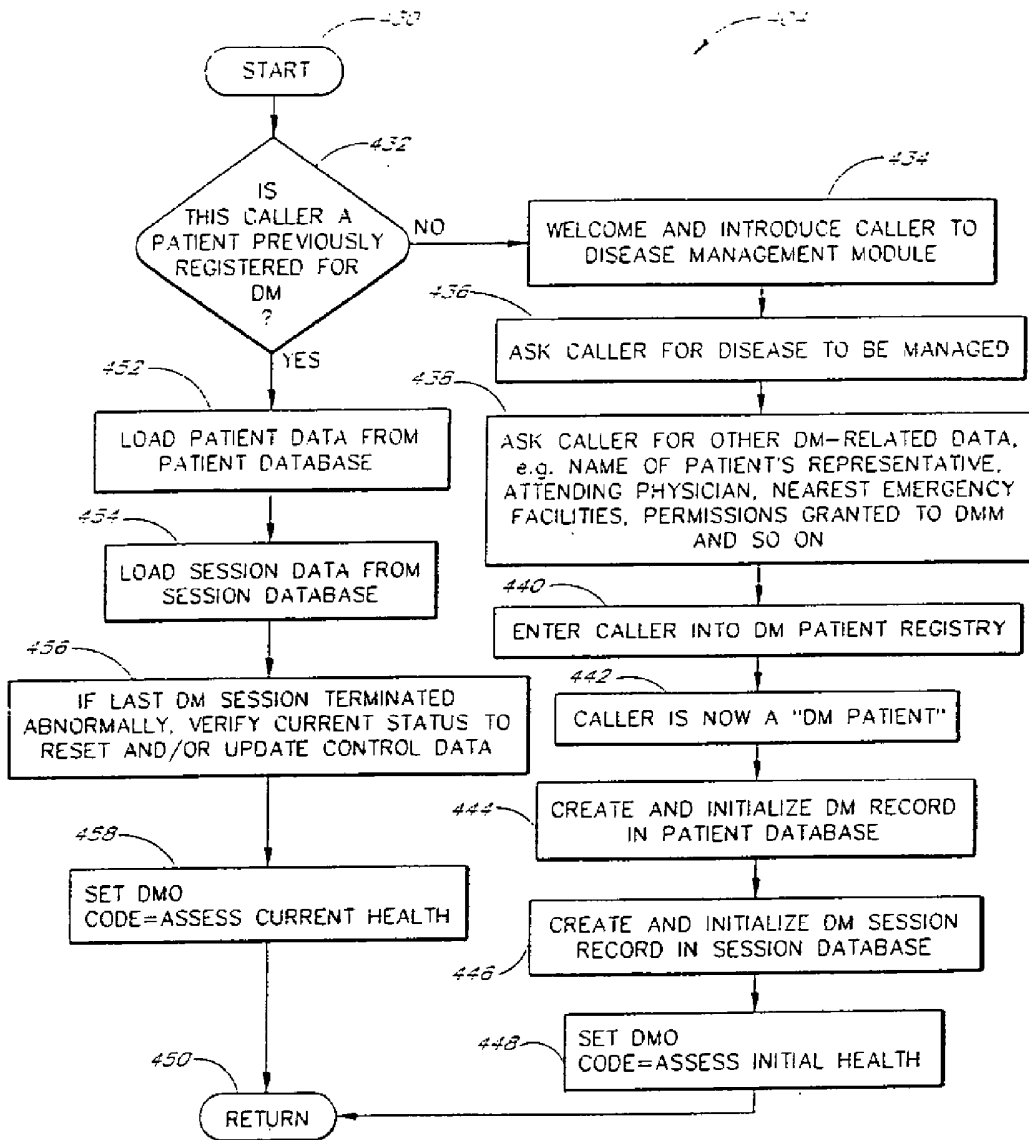 430
404
START
432
IS
THIS CALLER A
PATIENT PREVIOUSLY
REGISTERED FOR
DM
?
NO
YES
434
WELCOME AND INTRODUCE CALLER TO
DISEASE MANAGEMENT MODULE
436
ASK CALLER FOR DISEASE TO BE MANAGED
438
ASK CALLER FOR OTHER DM-RELATED DATA,
e.g. NAME OF PATIENT'S REPRESENTATIVE,
ATTENDING PHYSICIAN, NEAREST EMERGENCY
FACILITIES, PERMISSIONS GRANTED TO DMM
AND SO ON
440
ENTER CALLER INTO DM PATIENT REGISTRY
442
CALLER IS NOW A "DM PATIENT"
444
CREATE AND INITIALIZE DM RECORD
IN PATIENT DATABASE
CREATE AND INITIALIZE DM SESSION
RECORD IN SESSION DATABASE
446
448
SET DMO
CODE=ASSESS INITIAL HEALTH
452
LOAD PATIENT DATA FROM
PATIENT DATABASE
454
LOAD SESSION DATA FROM
SESSION DATABASE
456
IF LAST DM SESSION TERMINATED
ABNORMALLY, VERIFY CURRENT STATUS TO
RESET AND/OR UPDATE CONTROL DATA
458
SET DMO
CODE=ASSESS CURRENT HEALTH
450
RETURN